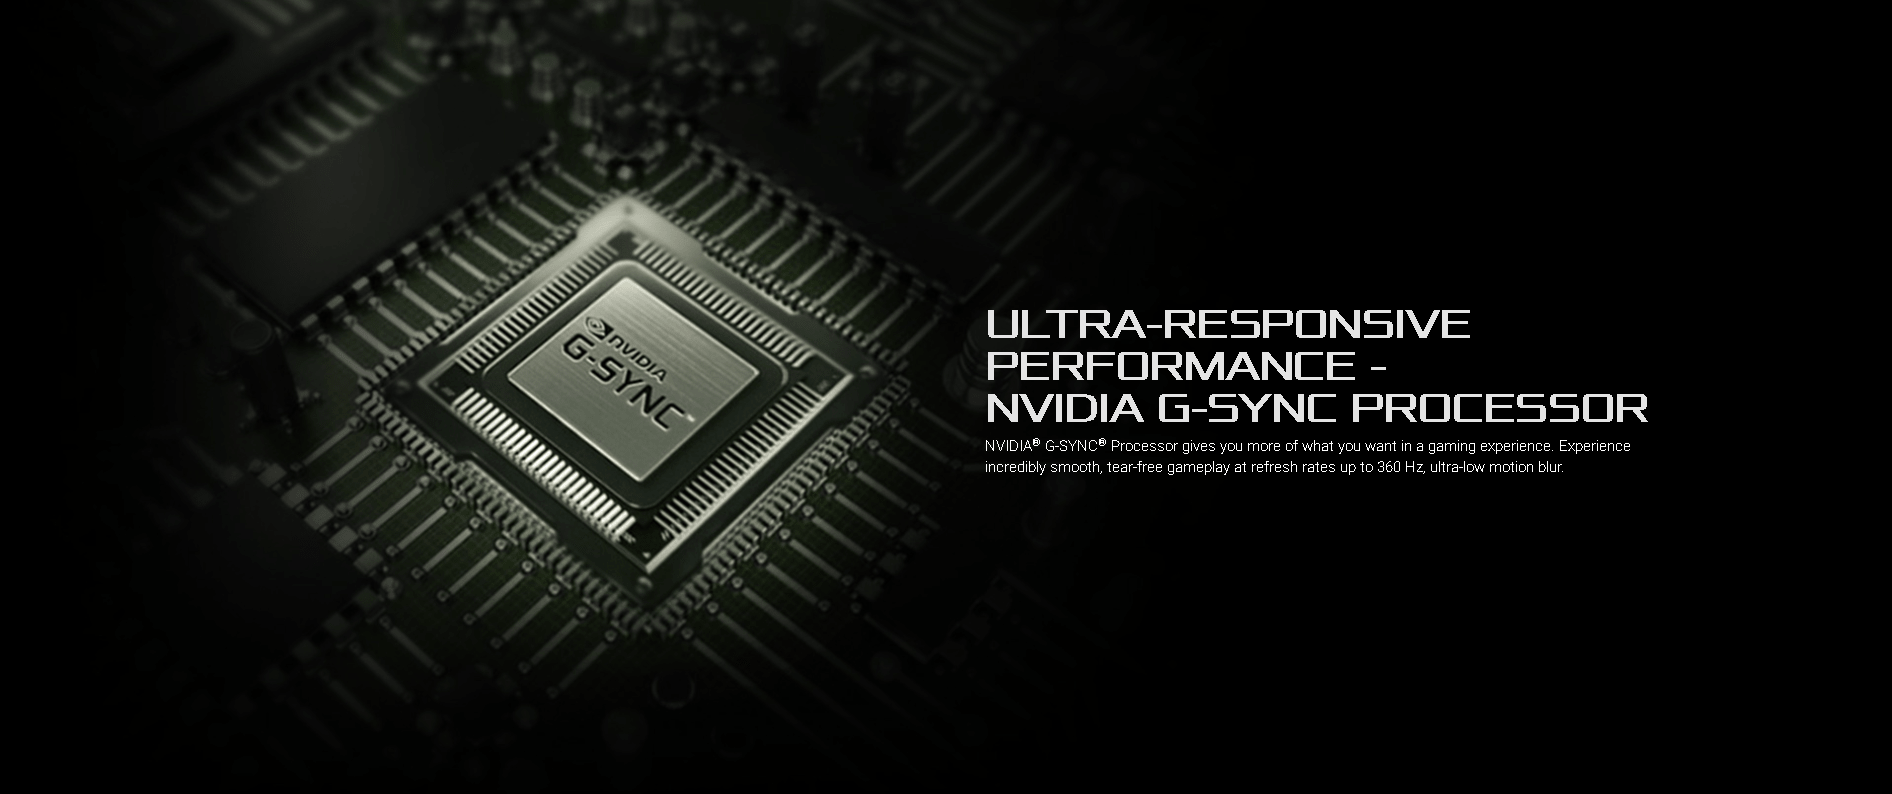 NVIDIA
G-SYNC™
ULTRA-RESPONSIVE
PERFORMANCE -
NVIDIA G-SYNC PROCESSOR
NVIDIA® G-SYNC® Processor gives you more of what you want in a gaming experience. Experience
incredibly smooth, tear-free gameplay at refresh rates up to 360 Hz, ultra-low motion blur.